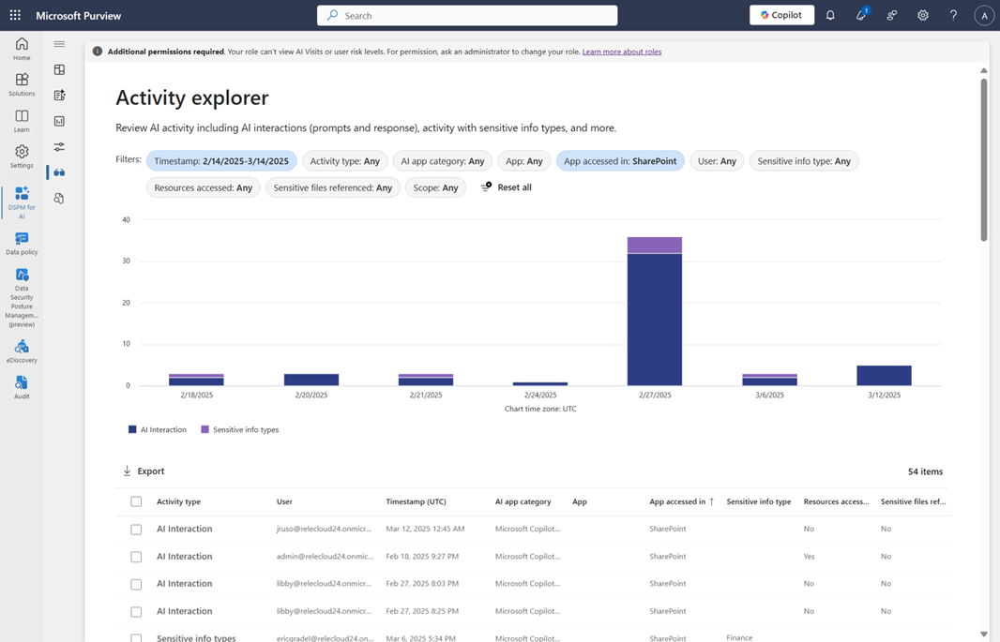 Microsoft Purview
Search
Copilot
1
A
Home
Solutions
Learn
Settings
DSPM for
AI
Data policy
Data
Security
Posture
Managem...
(preview)
eDiscovery
Audit
Additional permissions required. Your role can't view AI Visits or user risk levels. For permission, ask an administrator to change your role. Learn more about roles
Activity explorer
Review AI activity including AI interactions (prompts and response), activity with sensitive info types, and more.
Filters: Timestamp: 2/14/2025-3/14/2025 Activity type: Any AI app category: Any App: Any App accessed in: SharePoint User: Any Sensitive info type: Any
Resources accessed: Any Sensitive files referenced: Any Scope: Any Reset all
40
30
20
10
0
2/18/2025 2/20/2025 2/21/2025 2/24/2025 2/27/2025 3/6/2025 3/12/2025
Chart time zone: UTC
AI Interaction Sensitive info types
Export 54 items
Activity type User Timestamp (UTC) AI app category App App accessed in ↑ Sensitive info type Resources access... Sensitive files ref...
AI Interaction jruso@relecloud24.onmicr... Mar 12, 2025 12:45 AM Microsoft Copilot... SharePoint No No
AI Interaction admin@relecloud24.onmic... Feb 18, 2025 9:27 PM Microsoft Copilot... SharePoint Yes No
AI Interaction libby@relecloud24.onmicr... Feb 27, 2025 8:03 PM Microsoft Copilot... SharePoint No No
AI Interaction libby@relecloud24.onmicr... Feb 27, 2025 8:25 PM Microsoft Copilot... SharePoint No No
Sensitive info types ericgradel@relecloud24.on... Mar 6, 2025 5:34 PM Microsoft Copilot... SharePoint Finance